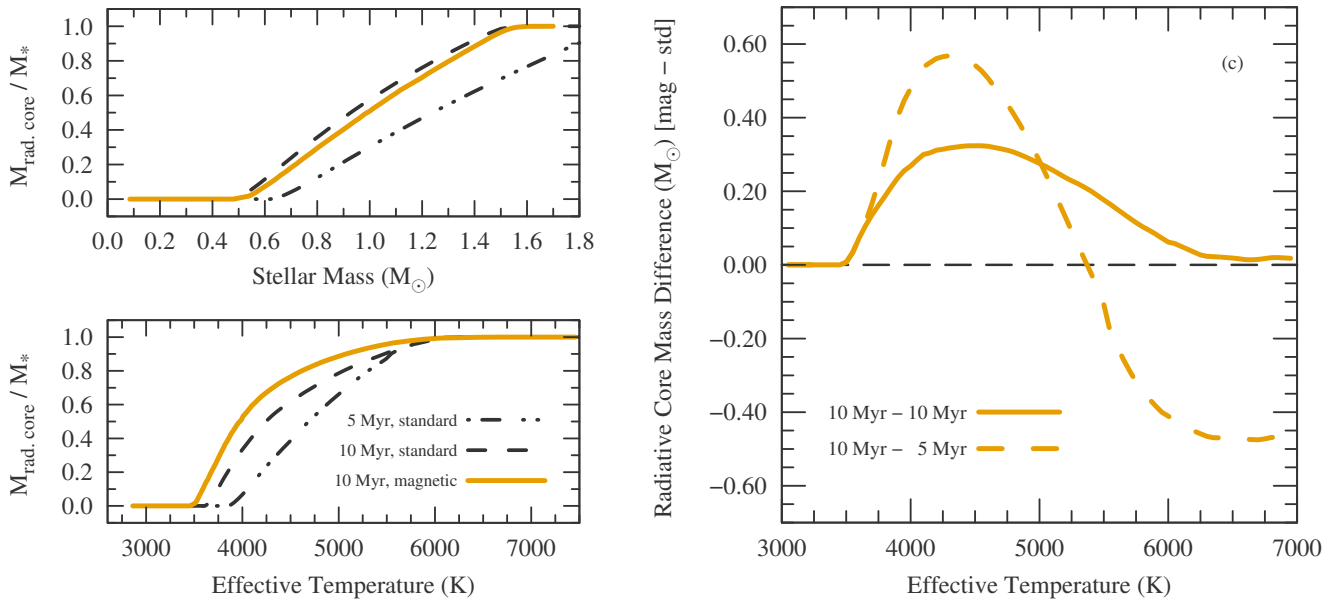 M_rad. core / M_*
1.0
0.8
0.6
0.4
0.2
0.0
0.0 0.2 0.4 0.6 0.8 1.0 1.2 1.4 1.6 1.8
Stellar Mass (M_⊙)
M_rad. core / M_*
1.0
0.8
0.6
0.4
0.2
0.0
5 Myr, standard
10 Myr, standard
10 Myr, magnetic
3000 4000 5000 6000 7000
Effective Temperature (K)
Radiative Core Mass Difference (M_⊙) [mag − std]
(c)
0.60
0.40
0.20
0.00
−0.20
−0.40
−0.60
10 Myr − 10 Myr
10 Myr − 5 Myr
3000 4000 5000 6000 7000
Effective Temperature (K)